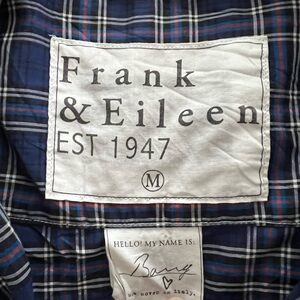 Frank
& Eileen
EST 1947
M
HELLO! MY NAME IS:
Barry